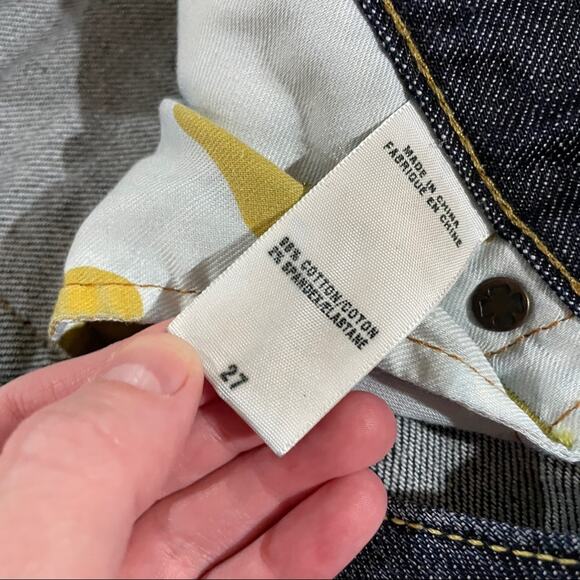 MADE IN CHINA
FABRIQUÉ EN CHINE
98% COTTON/COTON
2% SPANDEX/ELASTANE
27